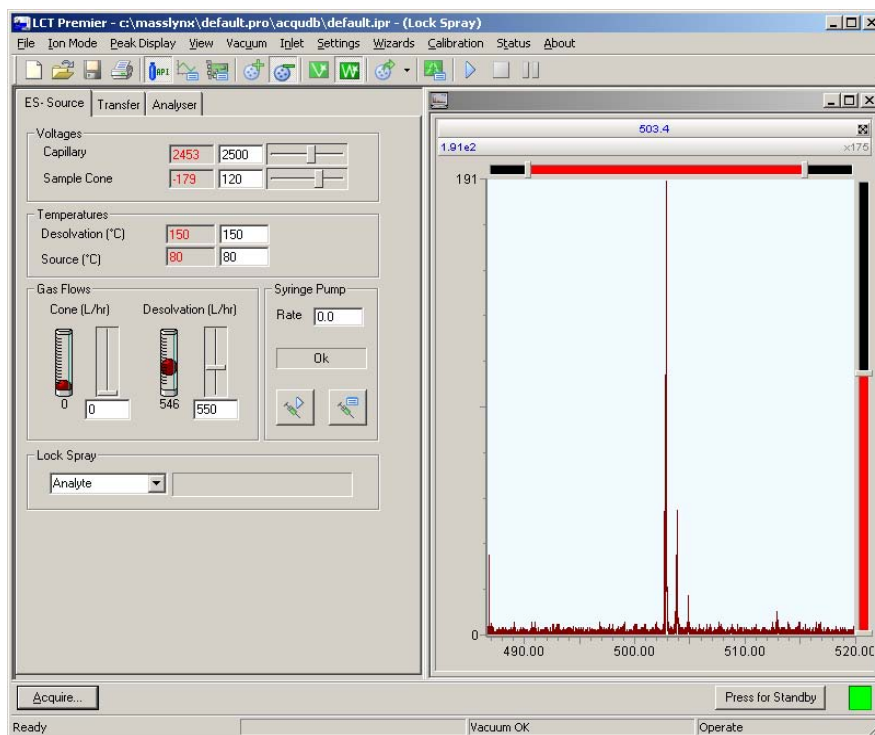 LCT Premier - c:\masslynx\default.pro\acqudb\default.ipr - (Lock Spray)
File Ion Mode Peak Display View Vacuum Inlet Settings Wizards Calibration Status About
API V W
ES- Source Transfer Analyser
Voltages
Capillary 2453 2500
Sample Cone -179 120
Temperatures
Desolvation (°C) 150 150
Source (°C) 80 80
Gas Flows
Cone (L/hr) Desolvation (L/hr)
0 0 546 550
Syringe Pump
Rate 0.0
Ok
Lock Spray
Analyte
503.4
1.91e2 x175
191
0
490.00 500.00 510.00 520.00
Acquire... Press for Standby
Ready Vacuum OK Operate